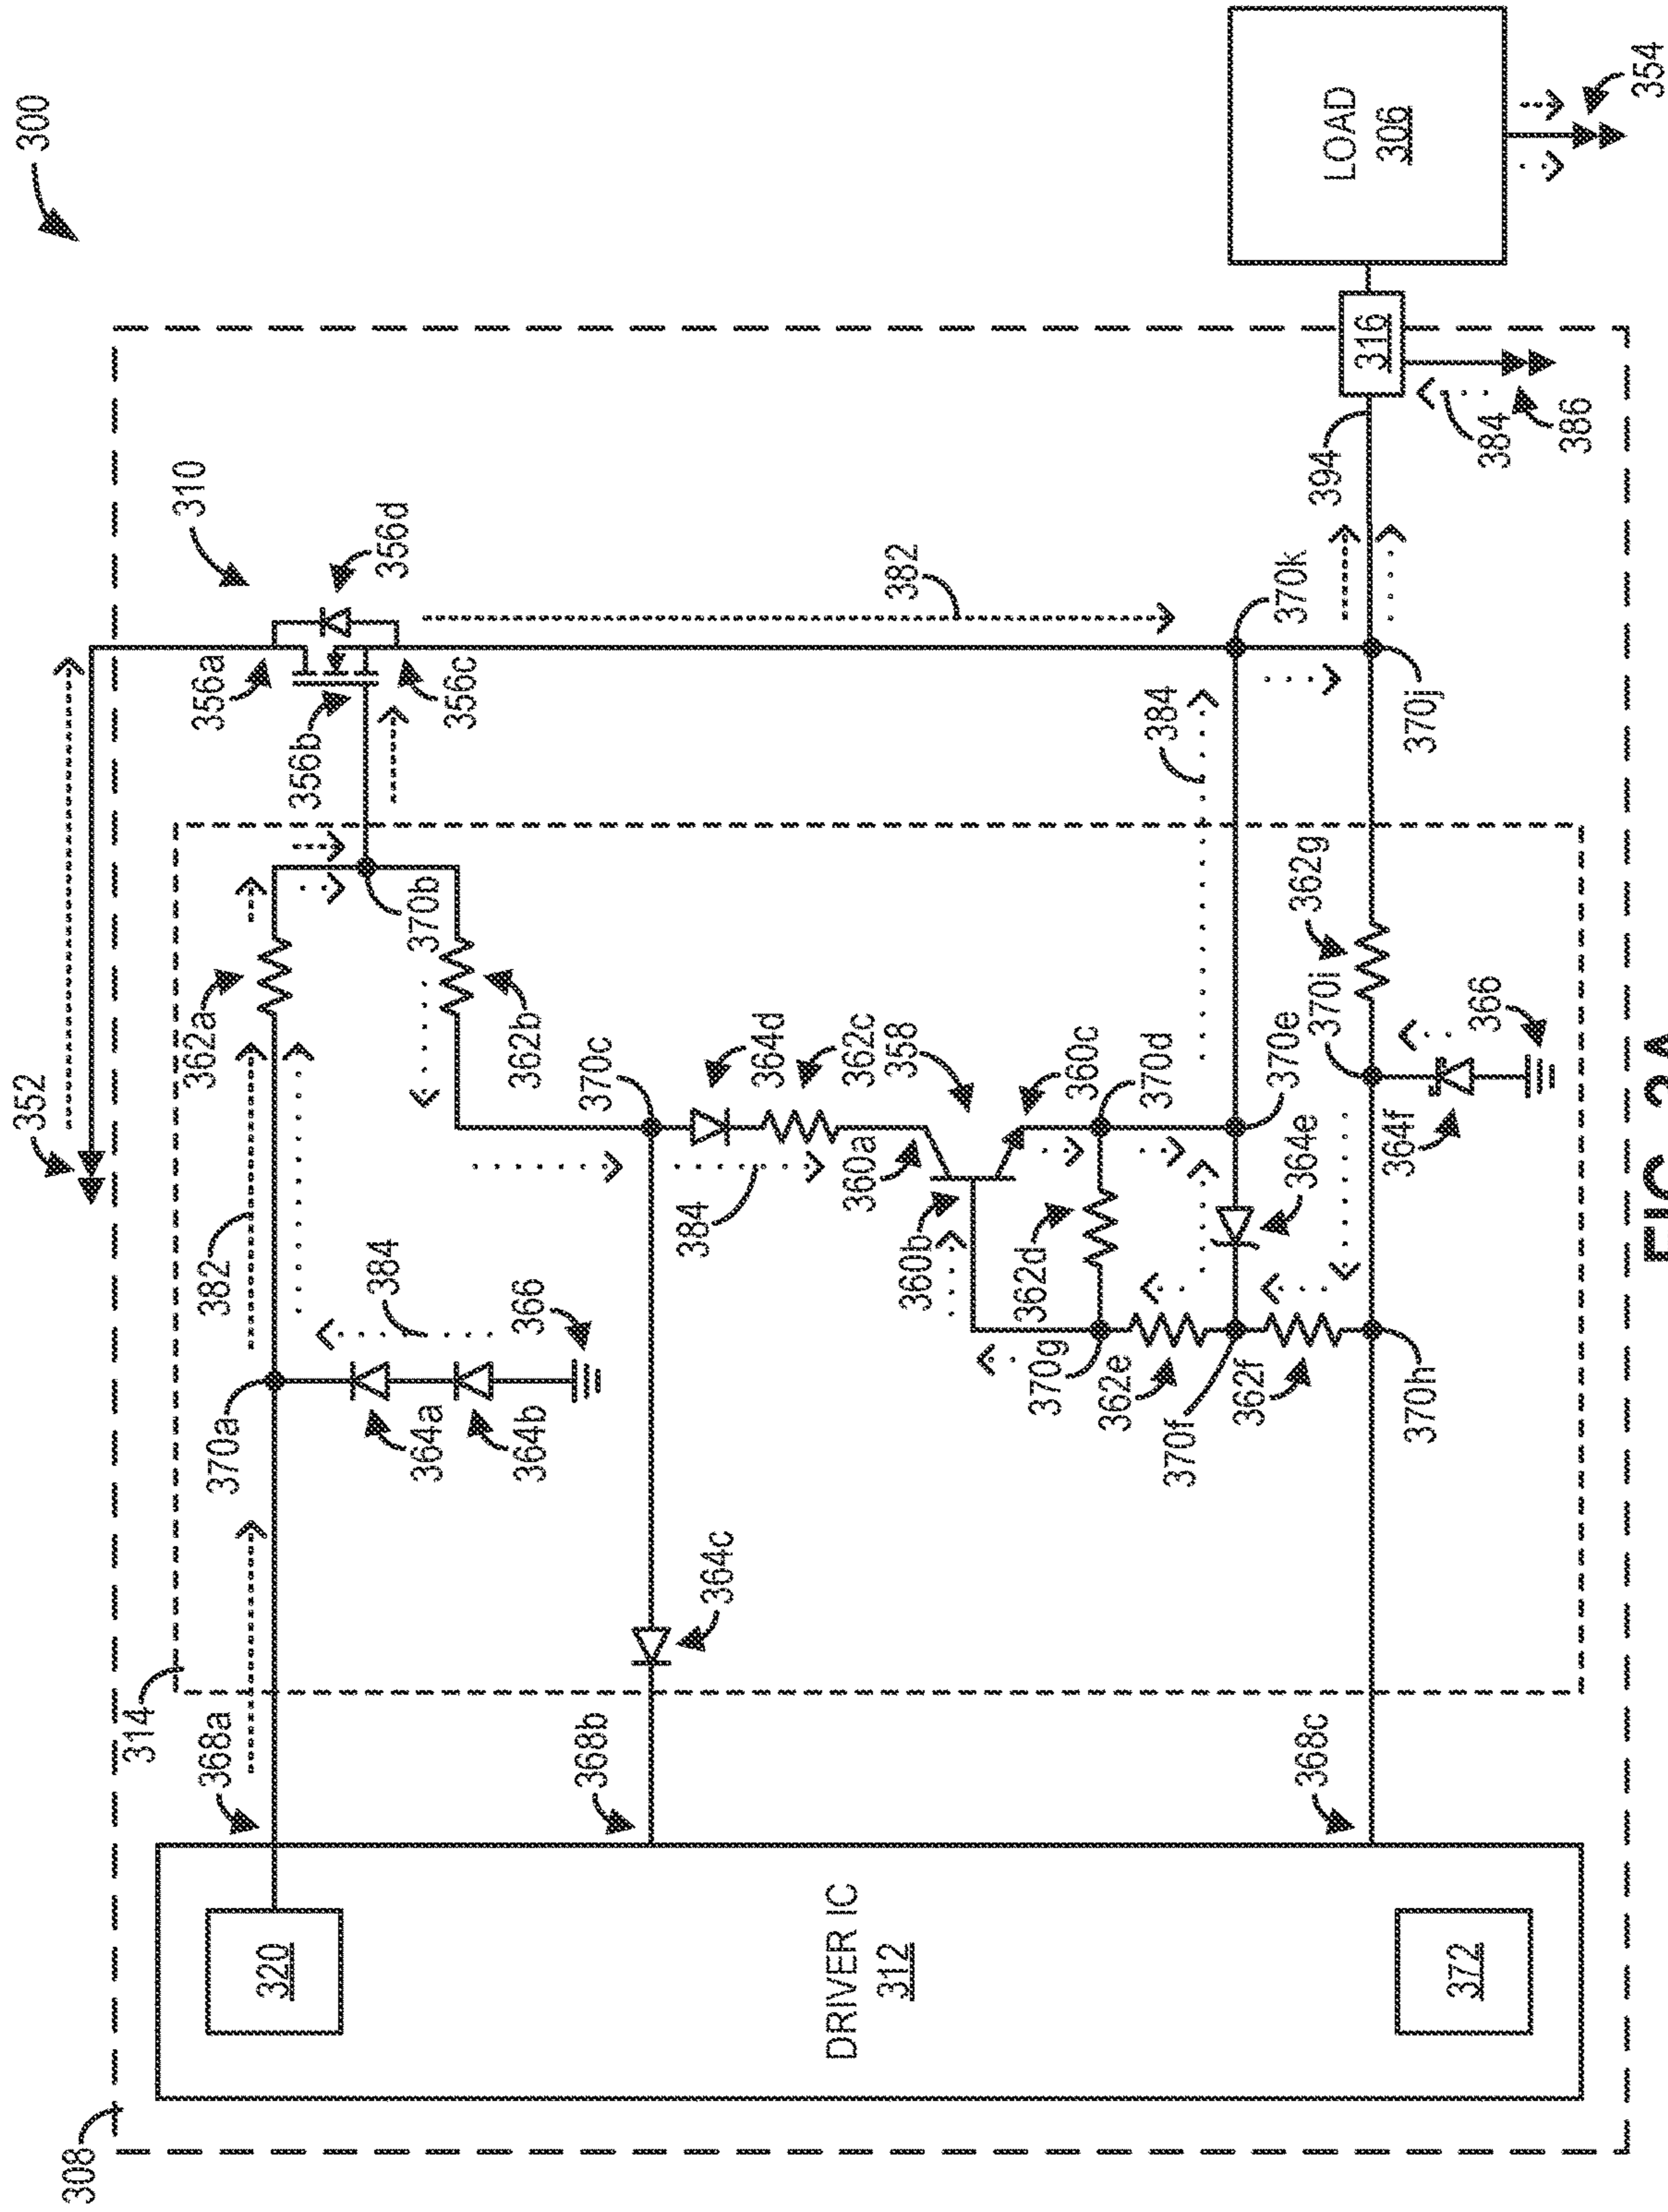 300
352
308
314
310
368a
370a
382
362a
356a
320
356b
384
356d
364a
370b
356c
364b
366
362b
368b
370c
384
364c
364d
DRIVER IC
312
360a
362c
358
382
360b
362d
370g
360c
362e
370d
384
370f
362f
370e
370k
364e
362g
368c
370i
394
LOAD
306
316
364f
370h
370j
372
366
384
386
354
FIG. 3A